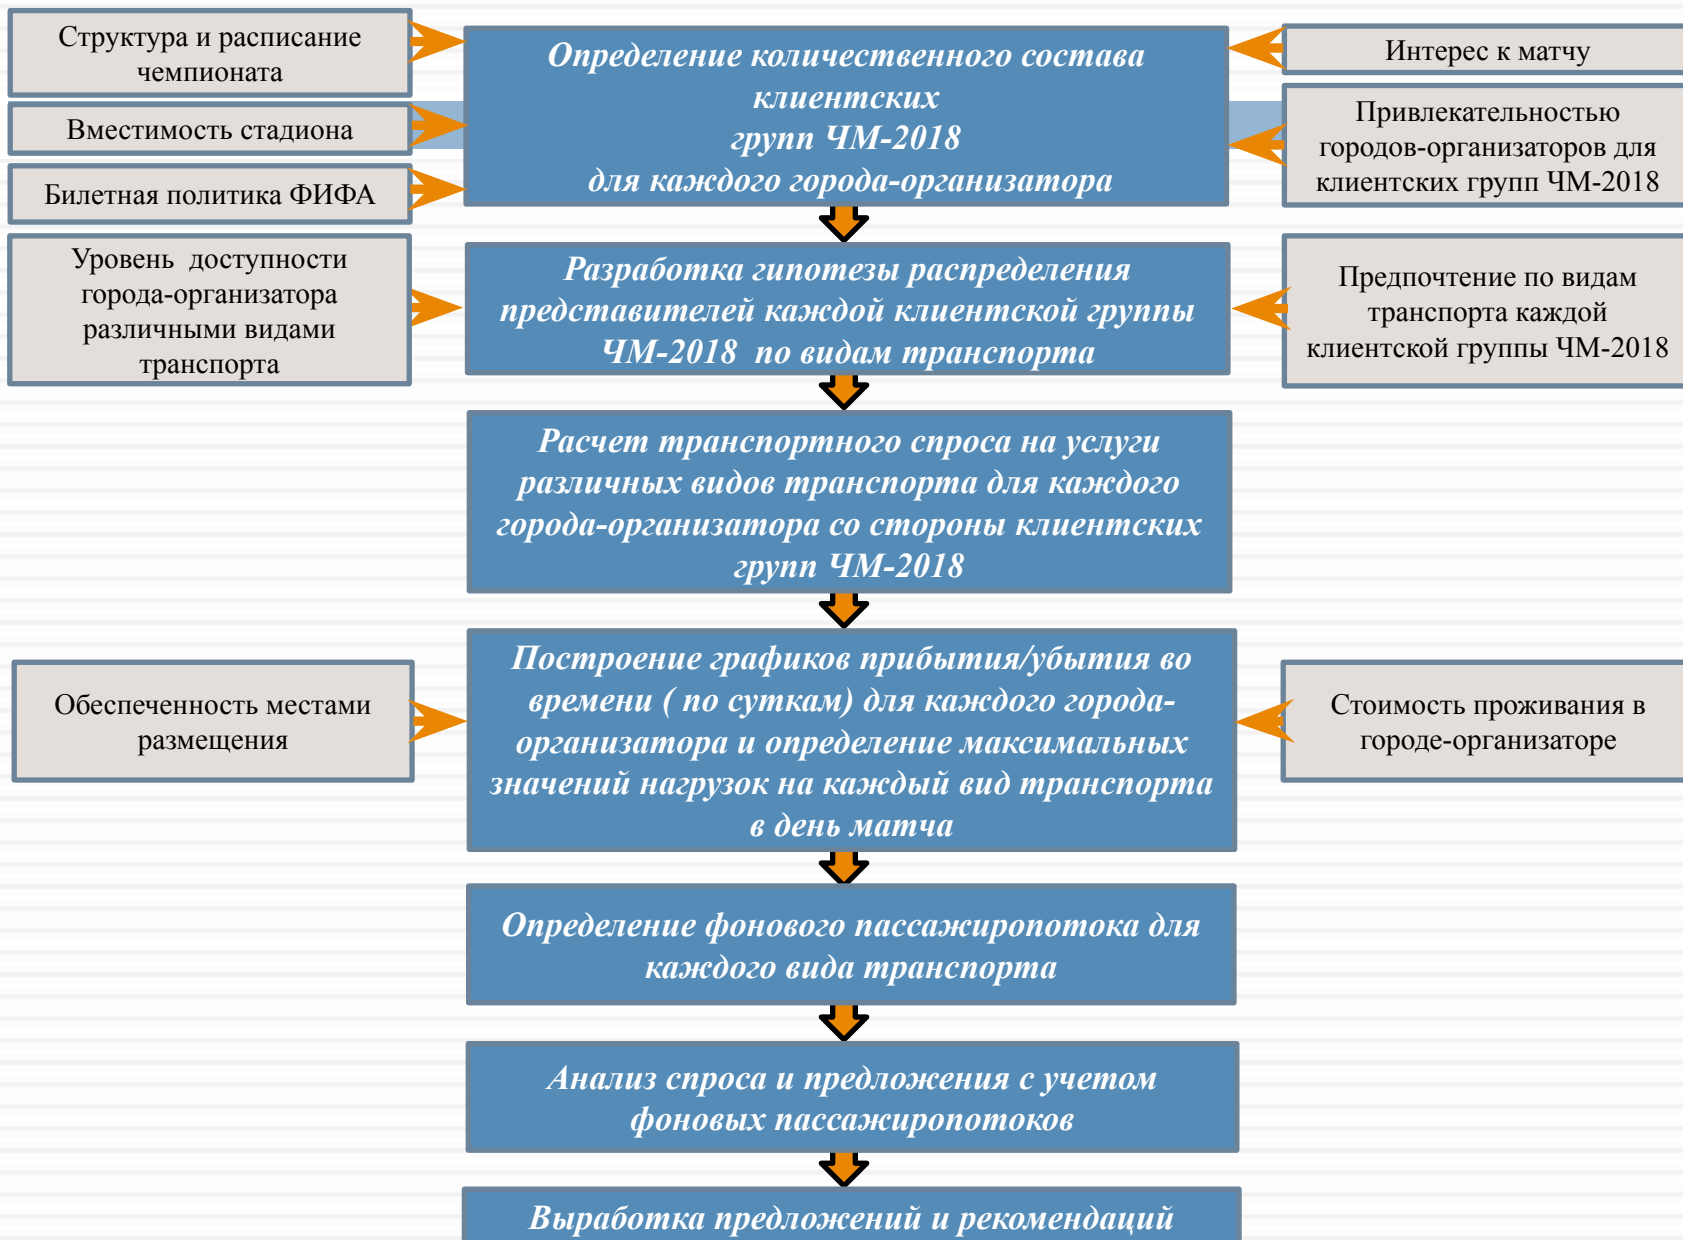 Структура и расписание
чемпионата
Вместимость стадиона
Билетная политика ФИФА
Определение количественного состава
клиентских
групп ЧМ-2018
для каждого города-организатора
Интерес к матчу
Привлекательностью
городов-организаторов для
клиентских групп ЧМ-2018
Уровень доступности
города-организатора
различными видами
транспорта
Разработка гипотезы распределения
представителей каждой клиентской группы
ЧМ-2018 по видам транспорта
Предпочтение по видам
транспорта каждой
клиентской группы ЧМ-2018
Расчет транспортного спроса на услуги
различных видов транспорта для каждого
города-организатора со стороны клиентских
групп ЧМ-2018
Обеспеченность местами
размещения
Построение графиков прибытия/убытия во
времени ( по суткам) для каждого города-
организатора и определение максимальных
значений нагрузок на каждый вид транспорта
в день матча
Стоимость проживания в
городе-организаторе
Определение фонового пассажиропотока для
каждого вида транспорта
Анализ спроса и предложения с учетом
фоновых пассажиропотоков
Выработка предложений и рекомендаций